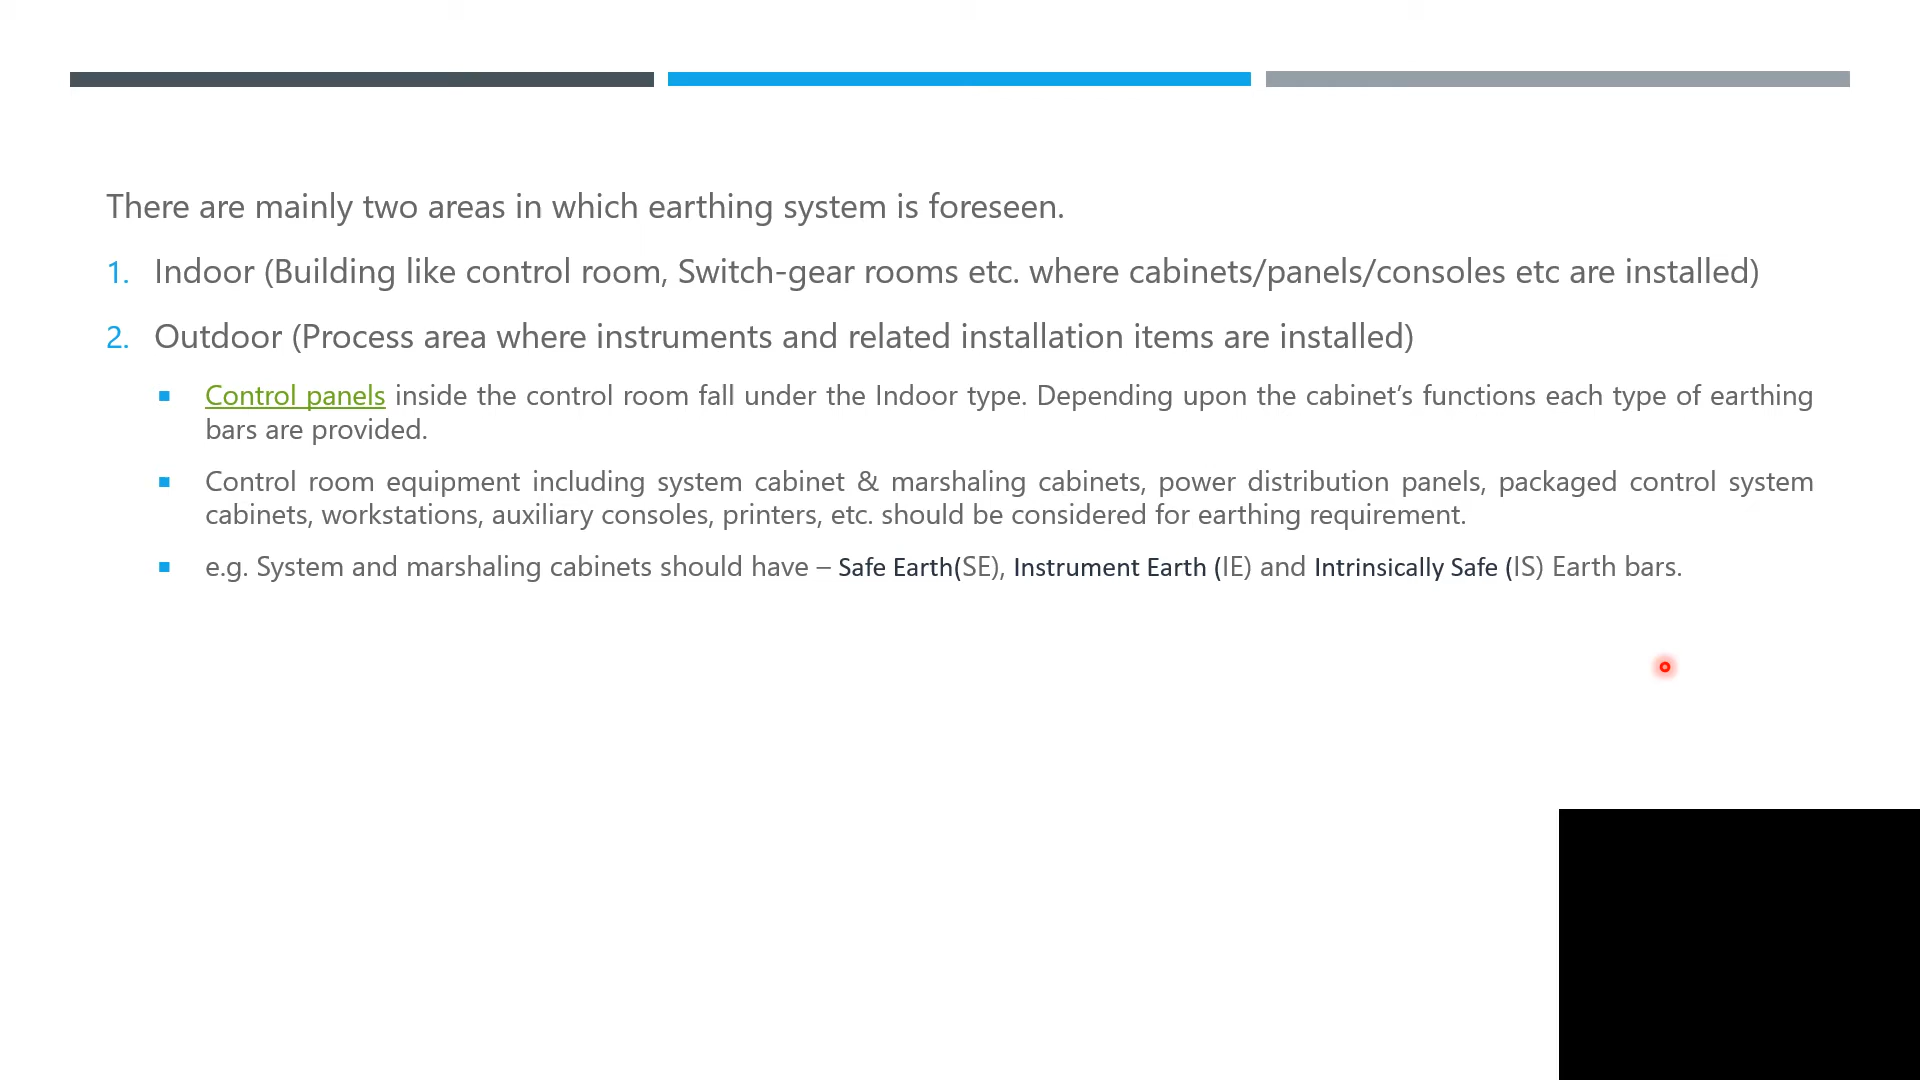 There are mainly two areas in which earthing system is foreseen.
1. Indoor (Building like control room, Switch-gear rooms etc. where cabinets/panels/consoles etc are installed)
2. Outdoor (Process area where instruments and related installation items are installed)
Control panels inside the control room fall under the Indoor type. Depending upon the cabinet’s functions each type of earthing
bars are provided.
Control room equipment including system cabinet & marshaling cabinets, power distribution panels, packaged control system
cabinets, workstations, auxiliary consoles, printers, etc. should be considered for earthing requirement.
e.g. System and marshaling cabinets should have – Safe Earth(SE), Instrument Earth (IE) and Intrinsically Safe (IS) Earth bars.